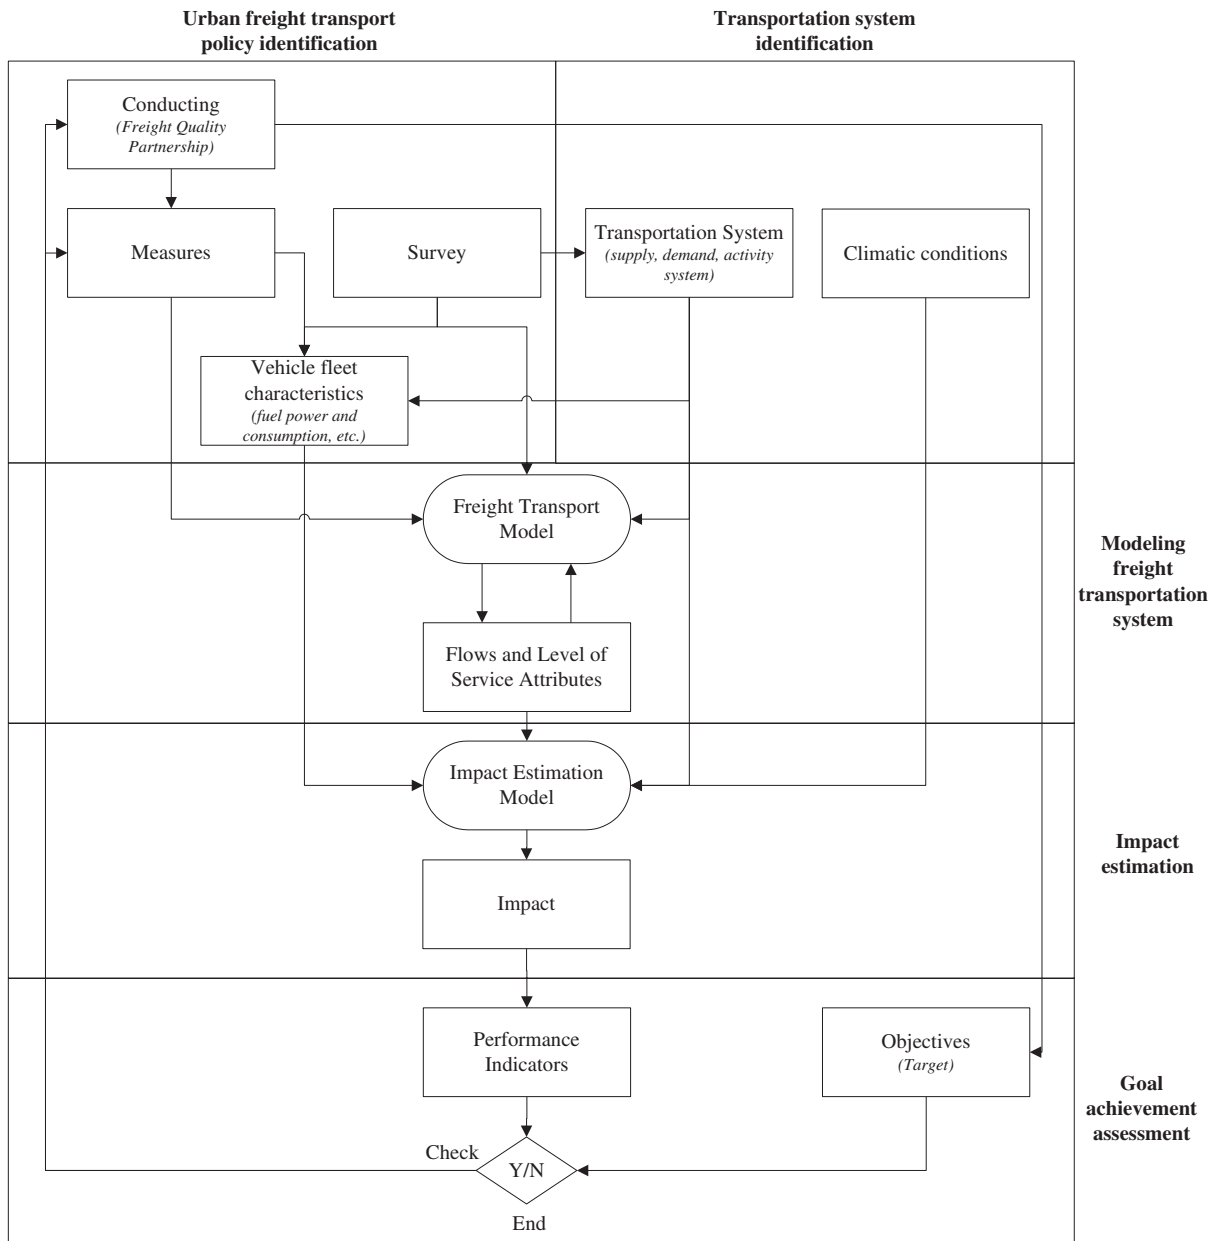 Urban freight transport
policy identification
Transportation system
identification
Conducting
(Freight Quality
Partnership)
Measures
Survey
Transportation System
(supply, demand, activity
system)
Climatic conditions
Vehicle fleet
characteristics
(fuel power and
consumption, etc.)
Freight Transport
Model
Modeling
freight
transportation
system
Flows and Level of
Service Attributes
Impact Estimation
Model
Impact
estimation
Impact
Performance
Indicators
Objectives
(Target)
Goal
achievement
assessment
Check
Y/N
End